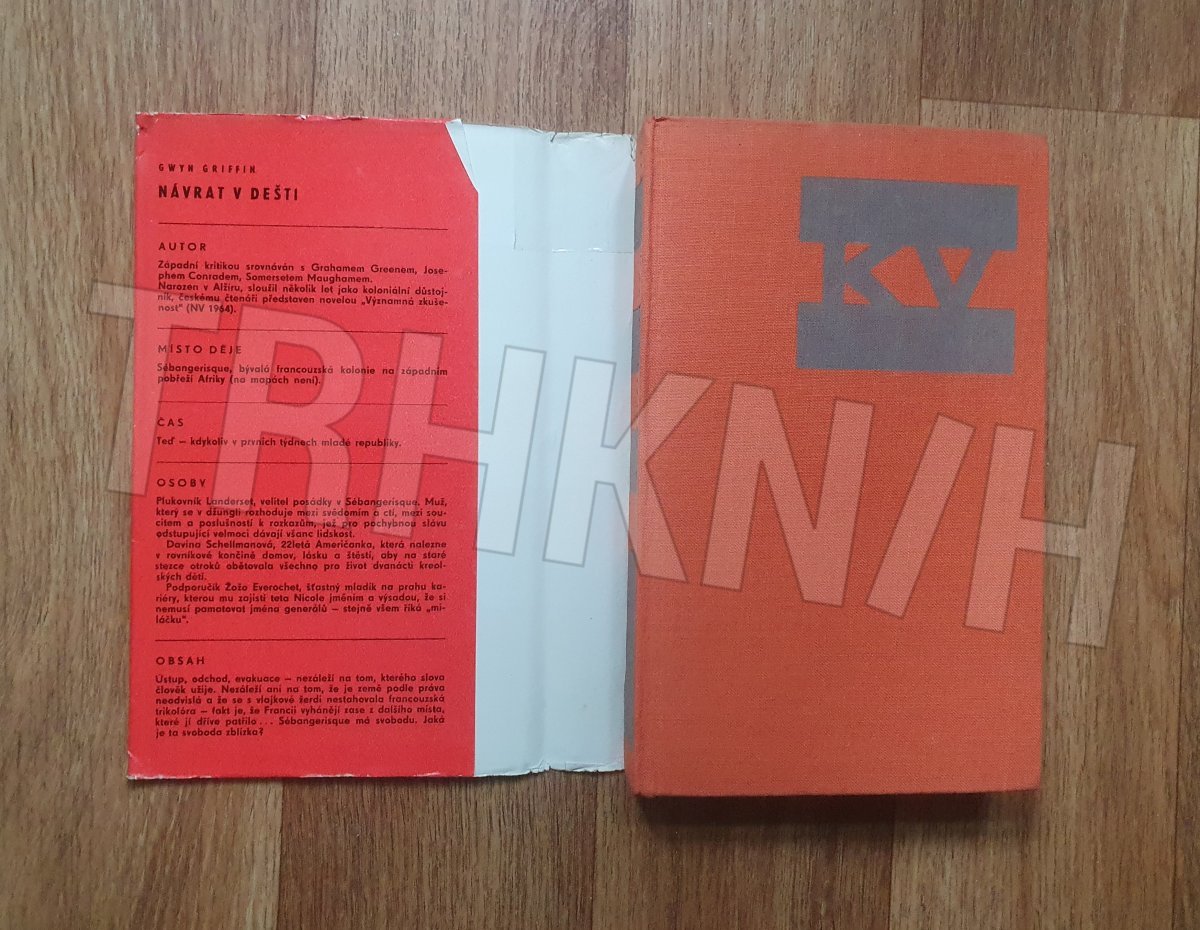 GWYN GRIFFIN
NÁVRAT V DEŠTI
AUTOR
Západní kritikou srovnáván s Grahamem Greenem, Jose-
phem Conradem, Somersetem Maughamem.
Narozen v Alžíru, sloužil několik let jako koloniální důstoj-
ník, českému čtenáři představen novelou „Významná zkuše-
nost" (NV 1964).
MÍSTO DĚJE
Sébangerisque, bývalá francouzská kolonie na západním
pobřeží Afriky (na mapách není).
ČAS
Teď – kdykoliv v prvních týdnech mladé republiky.
OSOBY
Plukovník Landerset, velitel posádky v Sébangerisque. Muž,
který se v džungli rozhoduje mezi svědomím a ctí, mezi sou-
citem a poslušností k rozkazům, jež pro pochybnou slávu
odstupující velmoci dávají všanc lidskost.
Davina Schellmanová, 22letá Američanka, která nalezne
v rovníkové končině domov, lásku a štěstí, aby na staré
stezce otroků obětovala všechno pro život dvanácti kreol-
ských dětí.
Podporučík Žožo Everochet, šťastný mladík na prahu ka-
riéry, kterou mu zajistí teta Nicole jměním a výsadou, že si
nemusí pamatovat jména generálů – stejně všem říká „mi-
láčku".
OBSAH
Ústup, odchod, evakuace – nezáleží na tom, kterého slova
člověk užije. Nezáleží ani na tom, že je země podle práva
neodvislá a že se s vlajkové žerdi nestahovala francouzská
trikolóra – fakt je, že Francii vyhánějí zase z dalšího místa,
které jí dříve patřilo... Sébangerisque má svobodu. Jaká
je ta svoboda zblízka?
KV
TRHKNI/H